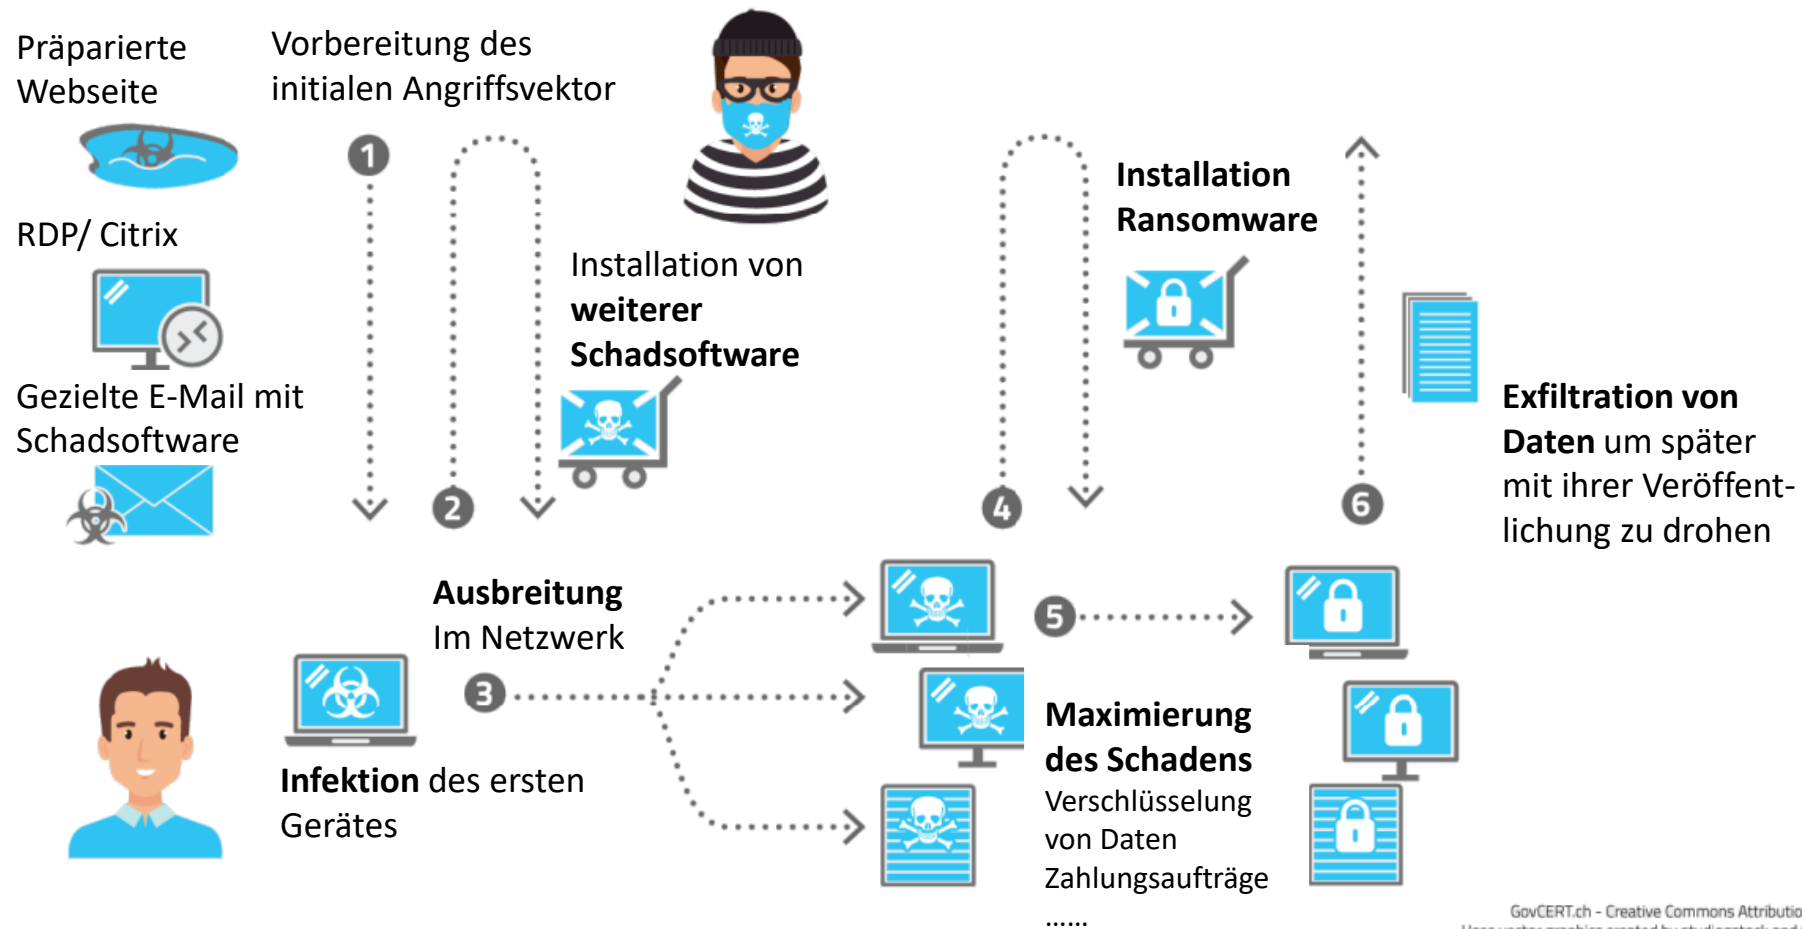 Präparierte
Webseite
Vorbereitung des
initialen Angriffsvektor
1
RDP/ Citrix
Gezielte E-Mail mit
Schadsoftware
2
Installation von
weiterer
Schadsoftware
Infektion des ersten
Gerätes
3
Ausbreitung
Im Netzwerk
4
Installation
Ransomware
5
Maximierung
des Schadens
Verschlüsselung
von Daten
Zahlungsaufträge
......
6
Exfiltration von
Daten um später
mit ihrer Veröffent-
lichung zu drohen
GovCERT.ch - Creative Commons